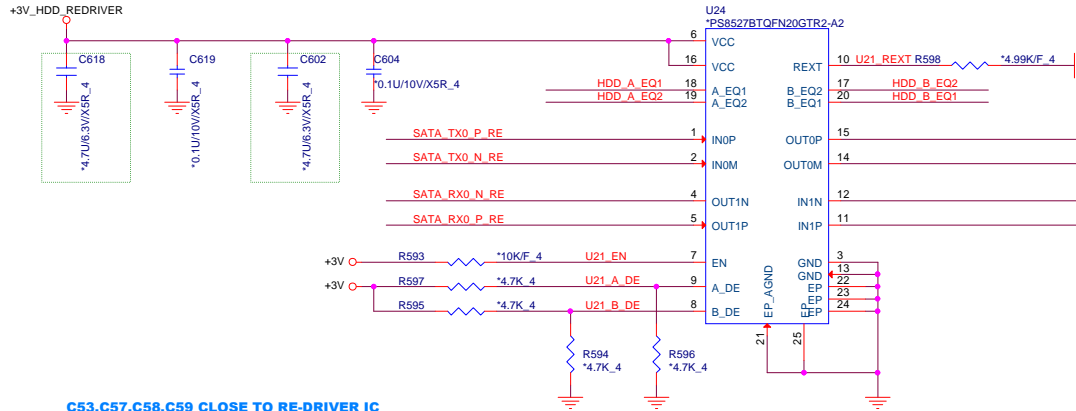 +3V_HDD_REDRIVER
U24
*PS8527BTQFN20GTR2-A2
C618
*4.7U/6.3V/X5R_4
C619
*0.1U/10V/X5R_4
C602
*4.7U/6.3V/X5R_4
C604
*0.1U/10V/X5R_4
6 VCC
16 VCC
REXT 10 U21_REXT R598 *4.99K/F_4
HDD_A_EQ1 18 A_EQ1
HDD_A_EQ2 19 A_EQ2
B_EQ2 17 HDD_B_EQ2
B_EQ1 20 HDD_B_EQ1
SATA_TX0_P_RE 1 IN0P OUT0P 15
SATA_TX0_N_RE 2 IN0M OUT0M 14
SATA_RX0_N_RE 4 OUT1N IN1N 12
SATA_RX0_P_RE 5 OUT1P IN1P 11
+3V R593 *10K/F_4 U21_EN 7 EN
+3V R597 *4.7K_4 U21_A_DE 9 A_DE
R595 *4.7K_4 U21_B_DE 8 B_DE
GND 3
GND 13
EP 22
EP 23
EP 24
EP_AGND 21
EP 25
R594
*4.7K_4
R596
*4.7K_4
C53,C57,C58,C59 CLOSE TO RE-DRIVER IC